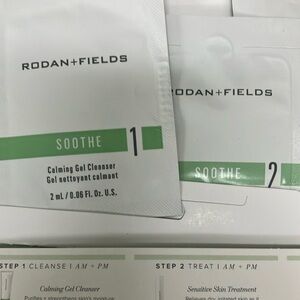 RODAN+FIELDS
SOOTHE 1
Calming Gel Cleanser
Gel nettoyant calmant
2 mL / 0.06 Fl. Oz. U.S.
RODAN+FIELDS
SOOTHE 2
STEP 1 CLEANSE | AM + PM
Calming Gel Cleanser
STEP 2 TREAT | AM + PM
Sensitive Skin Treatment